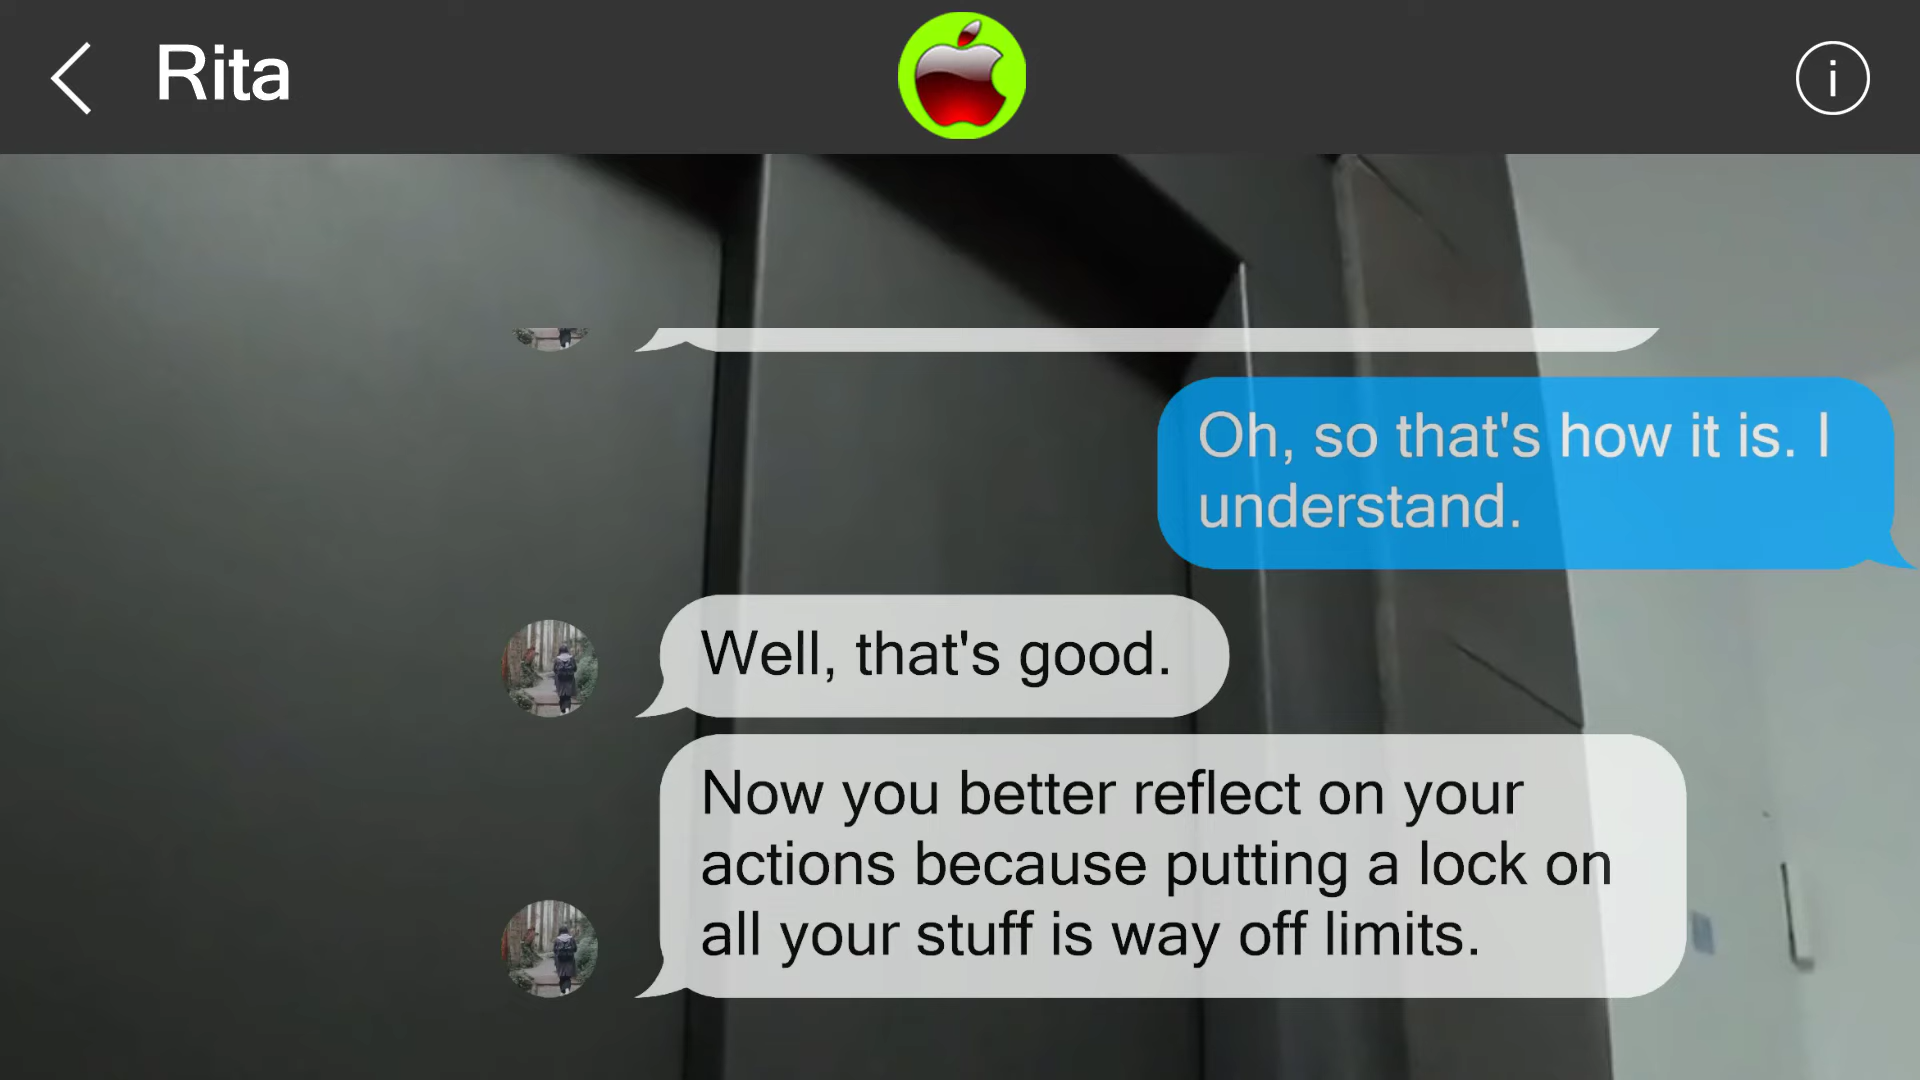 Rita
i
Oh, so that's how it is. I
understand.
Well, that's good.
Now you better reflect on your
actions because putting a lock on
all your stuff is way off limits.